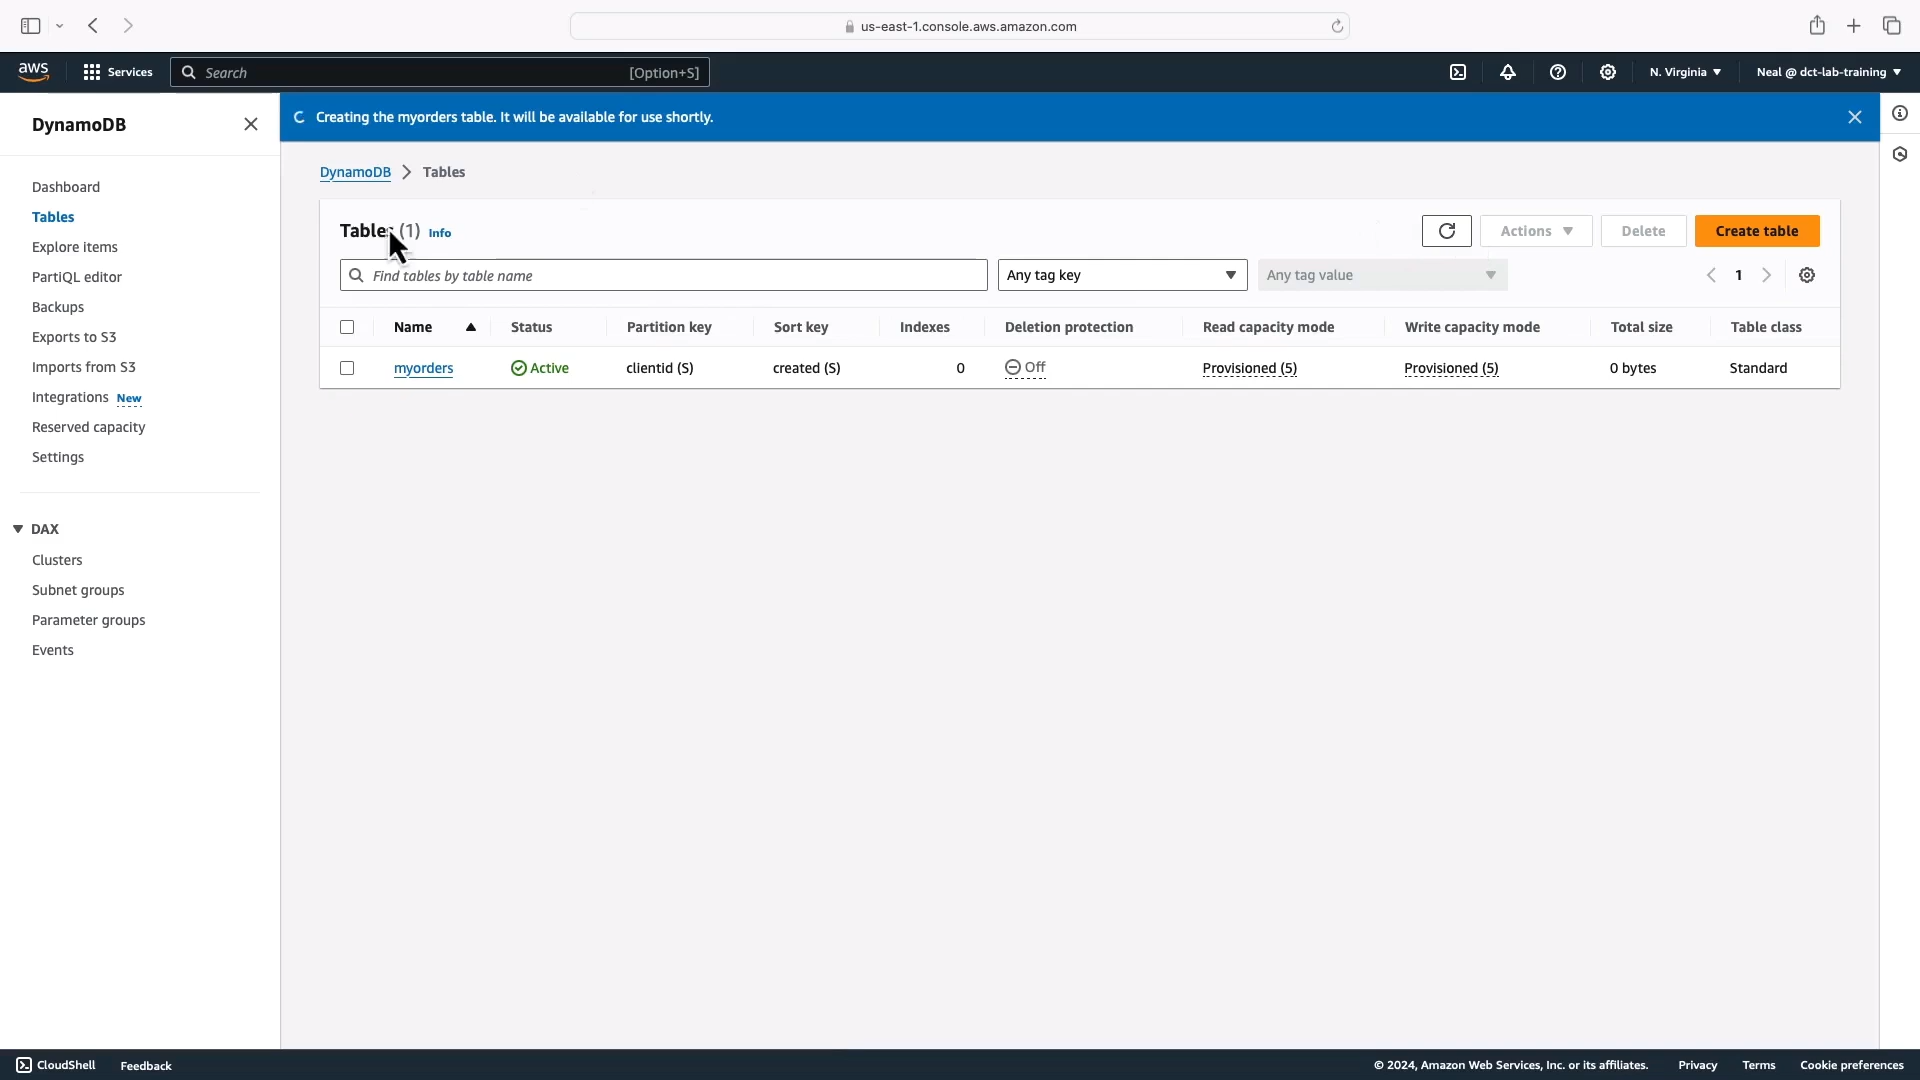 us-east-1.console.aws.amazon.com
aws
Services
Search
[Option+S]
N. Virginia
Neal @ dct-lab-training
DynamoDB
Creating the myorders table. It will be available for use shortly.
Dashboard
Tables
Explore items
PartiQL editor
Backups
Exports to S3
Imports from S3
Integrations New
Reserved capacity
Settings
DAX
Clusters
Subnet groups
Parameter groups
Events
DynamoDB > Tables
Tables (1) Info
Actions
Delete
Create table
Find tables by table name
Any tag key
Any tag value
1
Name Status Partition key Sort key Indexes Deletion protection Read capacity mode Write capacity mode Total size Table class
myorders Active clientid (S) created (S) 0 Off Provisioned (5) Provisioned (5) 0 bytes Standard
CloudShell
Feedback
© 2024, Amazon Web Services, Inc. or its affiliates.
Privacy
Terms
Cookie preferences